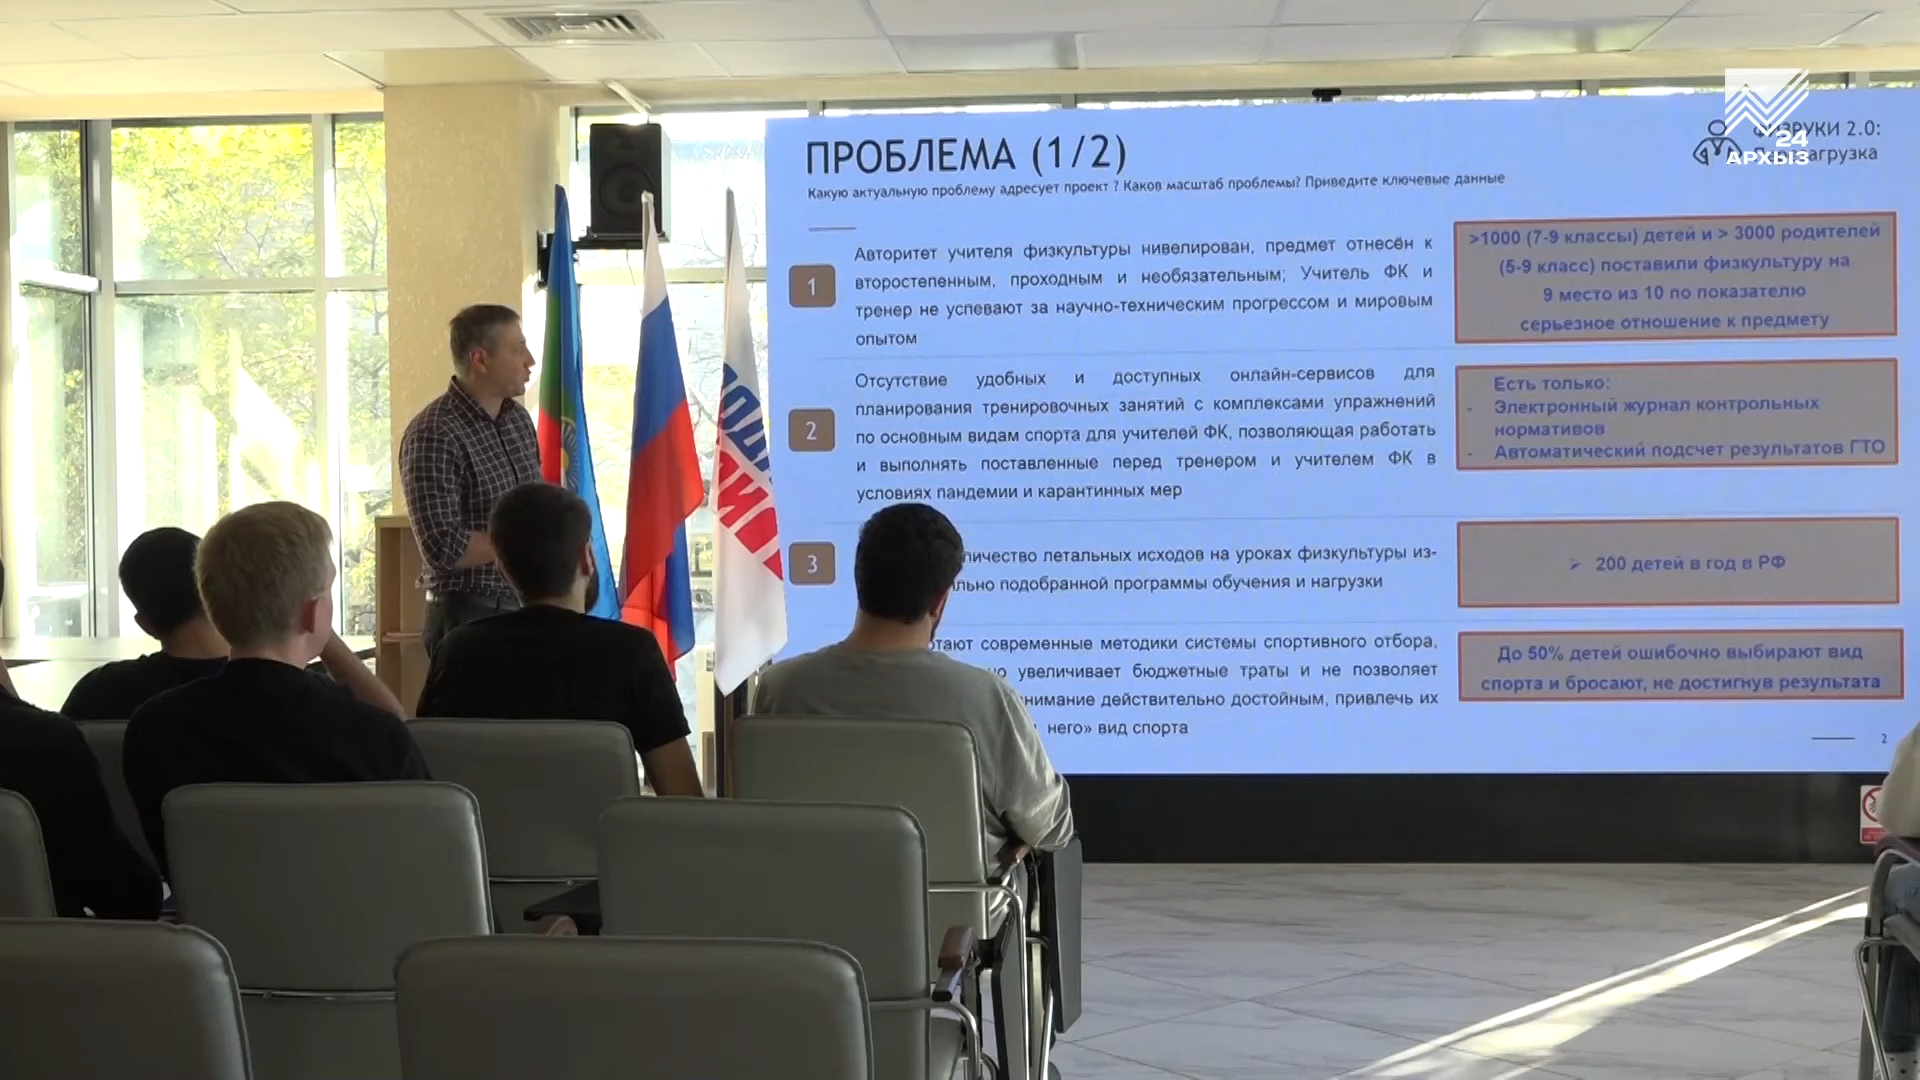 ПРОБЛЕМА (1/2)
Какую актуальную проблему адресует проект ? Каков масштаб проблемы? Приведите ключевые данные
ФИЗРУКИ 2.0:
24
АРХЫЗ
1
Авторитет учителя физкультуры нивелирован, предмет отнесён к
второстепенным, проходным и необязательным; Учитель ФК и
тренер не успевают за научно-техническим прогрессом и мировым
опытом
>1000 (7-9 классы) детей и > 3000 родителей
(5-9 класс) поставили физкультуру на
9 место из 10 по показателю
серьезное отношение к предмету
2
Отсутствие удобных и доступных онлайн-сервисов для
планирования тренировочных занятий с комплексами упражнений
по основным видам спорта для учителей ФК, позволяющая работать
и выполнять поставленные перед тренером и учителем ФК в
условиях пандемии и карантинных мер
Есть только:
- Электронный журнал контрольных
нормативов
- Автоматический подсчет результатов ГТО
3
летальных исходов на уроках физкультуры из-
подобранной программы обучения и нагрузки
➢ 200 детей в год в РФ
современные методики системы спортивного отбора,
увеличивает бюджетные траты и не позволяет
действительно достойным, привлечь их
него» вид спорта
До 50% детей ошибочно выбирают вид
спорта и бросают, не достигнув результата
2